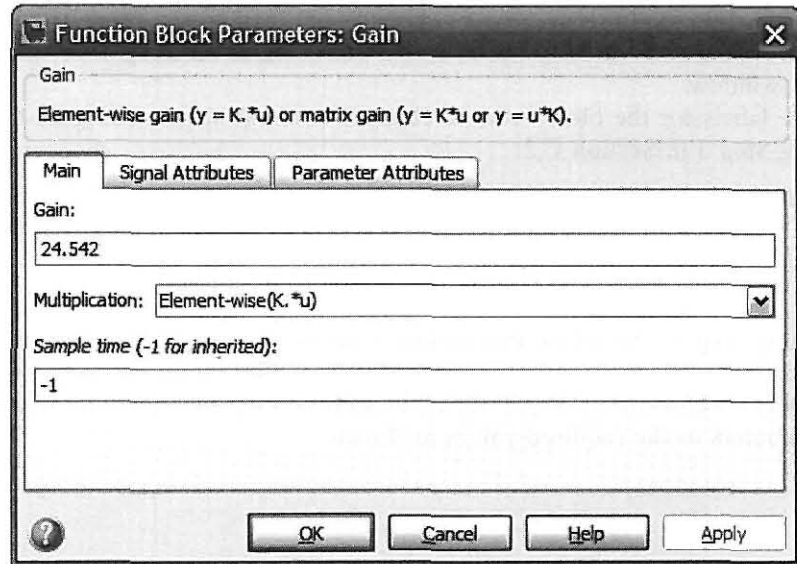 Function Block Parameters: Gain
Gain
Element-wise gain (y = K.*u) or matrix gain (y = K*u or y = u*K).
Main Signal Attributes Parameter Attributes
Gain:
24.542
Multiplication: Element-wise(K.*u)
Sample time (-1 for inherited):
-1
OK Cancel Help Apply